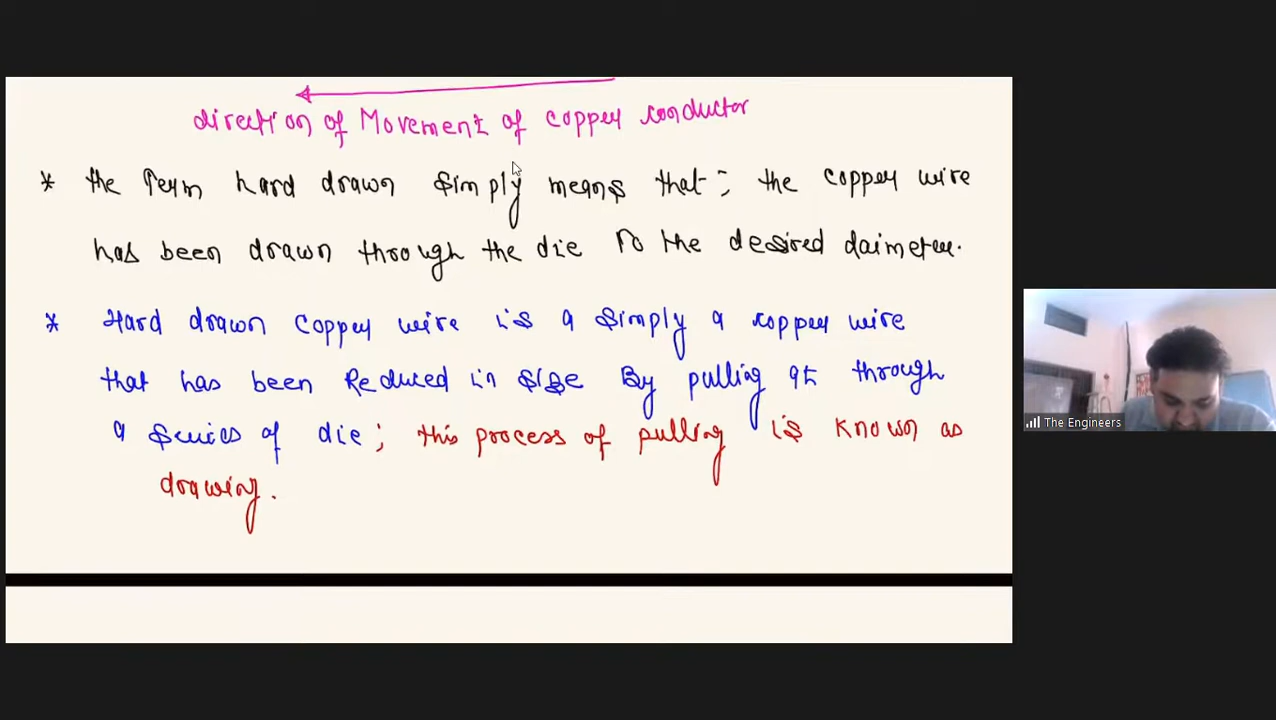 direction of Movement of copper conductor
* the Term hard drawn simply means that; the copper wire
has been drawn through the die To the desired daimeter.
* Hard drawn Copper wire is a simply a copper wire
that has been Reduced in size By pulling it through
a series of die; this process of pulling is known as
drawing.
The Engineers